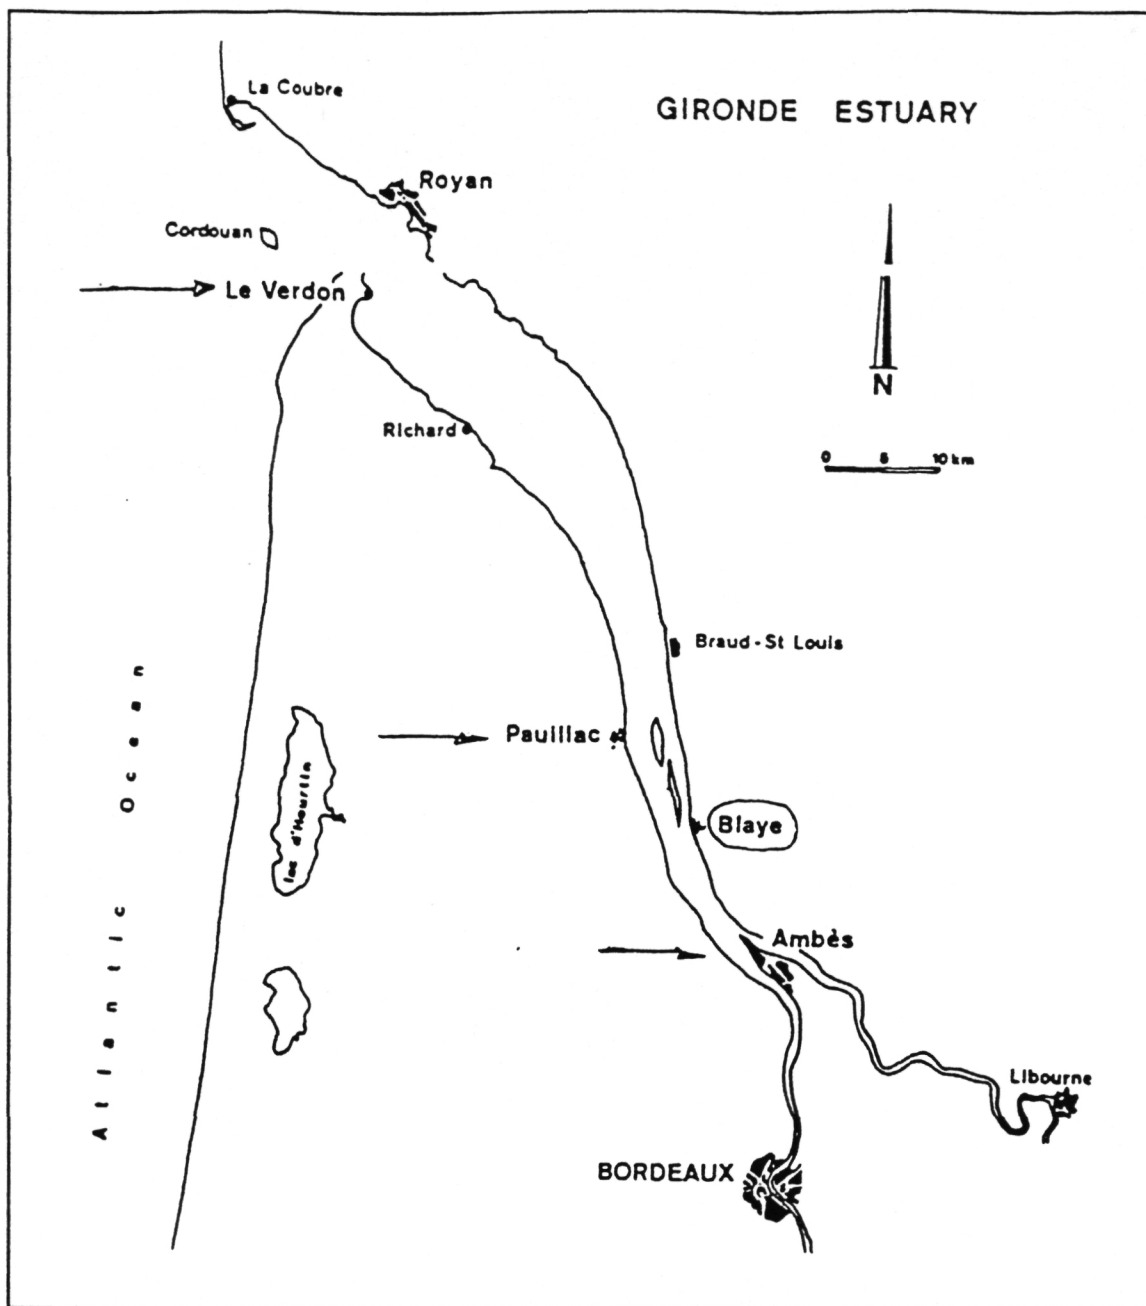 La Coubre
GIRONDE ESTUARY
Royan
Cordouan
Le Verdon
N
Richard
0 5 10 km
Braud-St Louis
Pauillac
lac d'Hourtin
Blaye
Ambès
Atlantic Ocean
Libourne
BORDEAUX